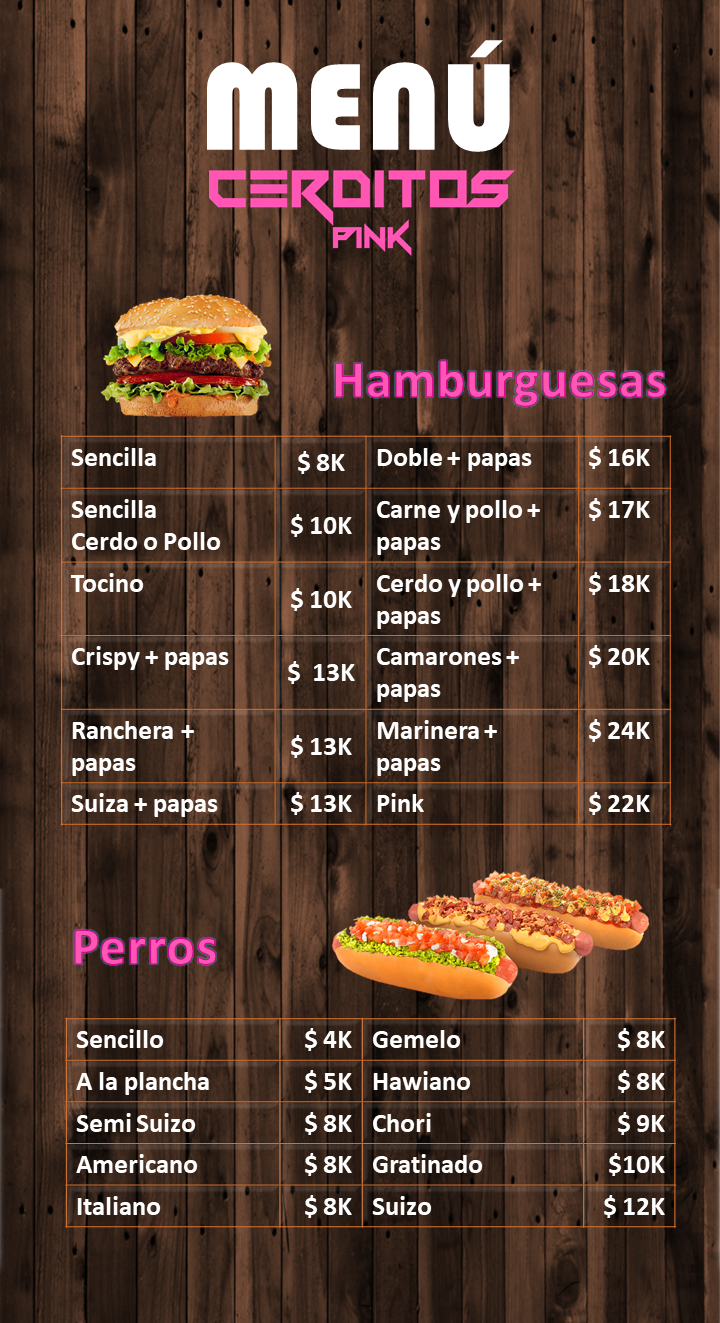 MENÚ
CERDITOS
PINK
Hamburguesas
Sencilla $ 8K Doble + papas $ 16K
Sencilla
Cerdo o Pollo $ 10K Carne y pollo +
papas $ 17K
Tocino $ 10K Cerdo y pollo +
papas $ 18K
Crispy + papas $ 13K Camarones +
papas $ 20K
Ranchera +
papas $ 13K Marinera +
papas $ 24K
Suiza + papas $ 13K Pink $ 22K
Perros
Sencillo $ 4K Gemelo $ 8K
A la plancha $ 5K Hawiano $ 8K
Semi Suizo $ 8K Chori $ 9K
Americano $ 8K Gratinado $10K
Italiano $ 8K Suizo $ 12K